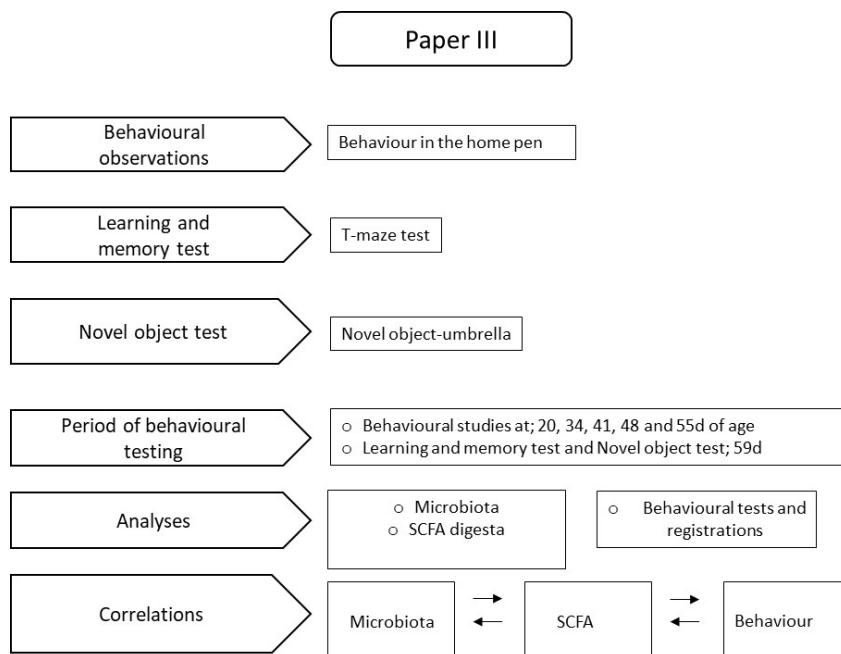 Paper III
Behavioural
observations
Behaviour in the home pen
Learning and
memory test
T-maze test
Novel object test
Novel object-umbrella
Period of behavioural
testing
o Behavioural studies at; 20, 34, 41, 48 and 55d of age
o Learning and memory test and Novel object test; 59d
Analyses
o Microbiota
o SCFA digesta
o Behavioural tests and
registrations
Correlations
Microbiota
SCFA
Behaviour